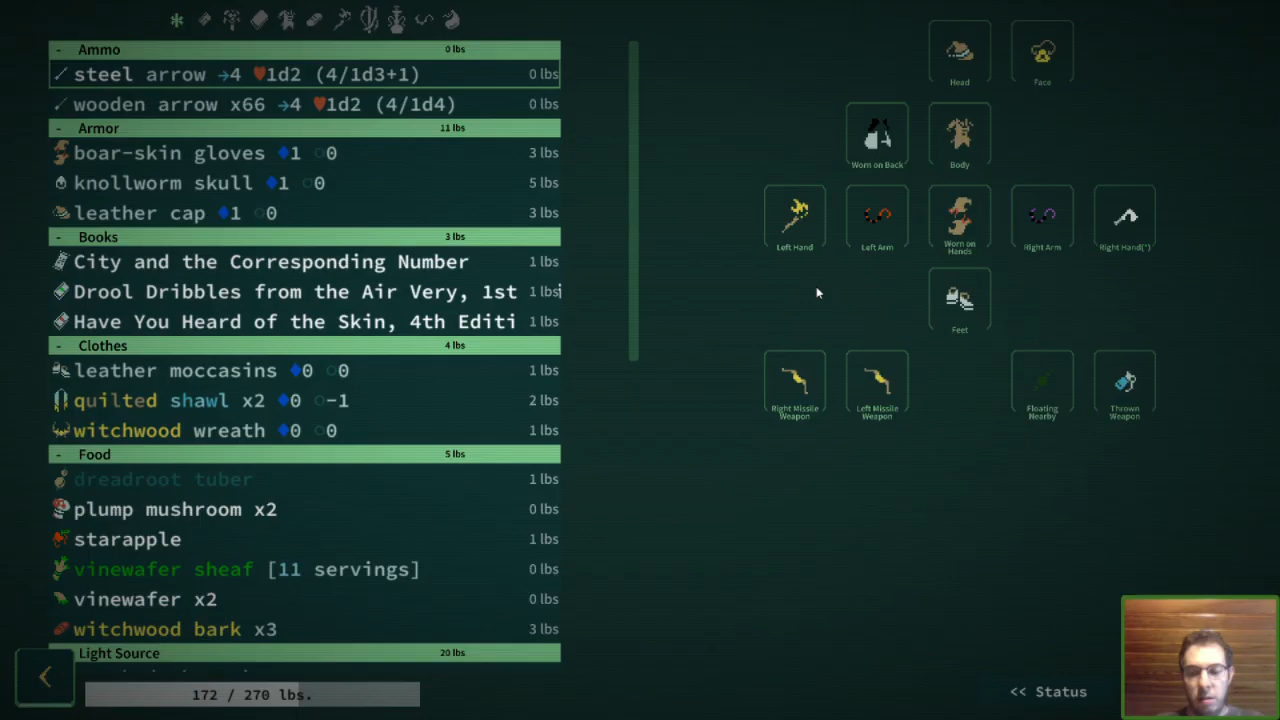 - Ammo 0 lbs
steel arrow →4 ♥1d2 (4/1d3+1) 0 lbs
wooden arrow x66 →4 ♥1d2 (4/1d4) 0 lbs
- Armor 11 lbs
boar-skin gloves ◆1 ○0 3 lbs
knollworm skull ◆1 ○0 5 lbs
leather cap ◆1 ○0 3 lbs
- Books 3 lbs
City and the Corresponding Number 1 lbs
Drool Dribbles from the Air Very, 1st 1 lbs
Have You Heard of the Skin, 4th Editi 1 lbs
- Clothes 4 lbs
leather moccasins ◆0 ○0 1 lbs
quilted shawl x2 ◆0 ○-1 2 lbs
witchwood wreath ◆0 ○0 1 lbs
- Food 5 lbs
dreadroot tuber 1 lbs
plump mushroom x2 0 lbs
starapple 1 lbs
vinewafer sheaf [11 servings] 0 lbs
vinewafer x2 0 lbs
witchwood bark x3 3 lbs
- Light Source 20 lbs
172 / 270 lbs.
Head
Face
Worn on Back
Body
Left Hand
Left Arm
Worn on
Hands
Right Arm
Right Hand(*)
Feet
Right Missile
Weapon
Left Missile
Weapon
Floating
Nearby
Thrown
Weapon
<< Status